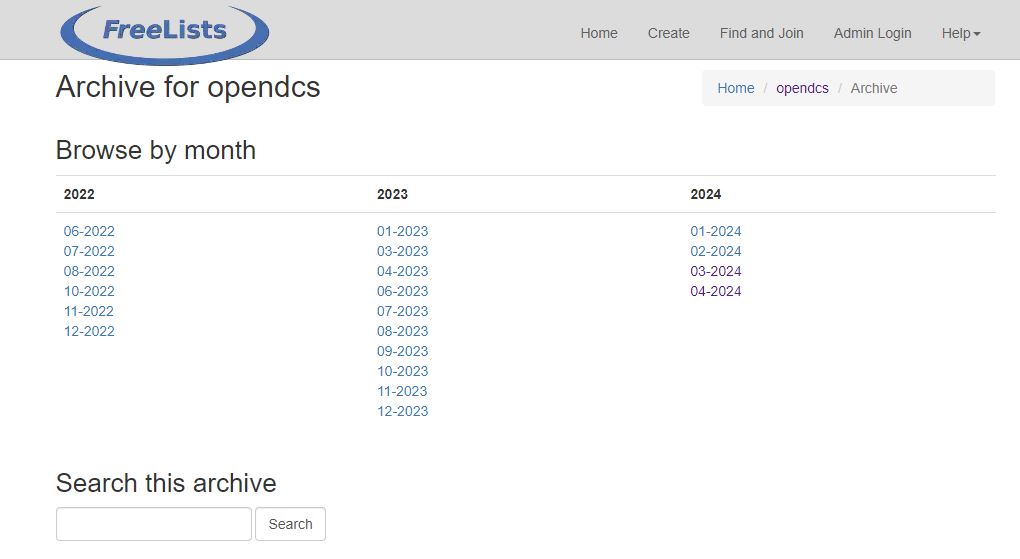 FreeLists
Home Create Find and Join Admin Login Help
Archive for opendcs
Home / opendcs / Archive
Browse by month
2022 2023 2024
06-2022 01-2023 01-2024
07-2022 03-2023 02-2024
08-2022 04-2023 03-2024
10-2022 06-2023 04-2024
11-2022 07-2023
12-2022 08-2023
09-2023
10-2023
11-2023
12-2023
Search this archive
Search